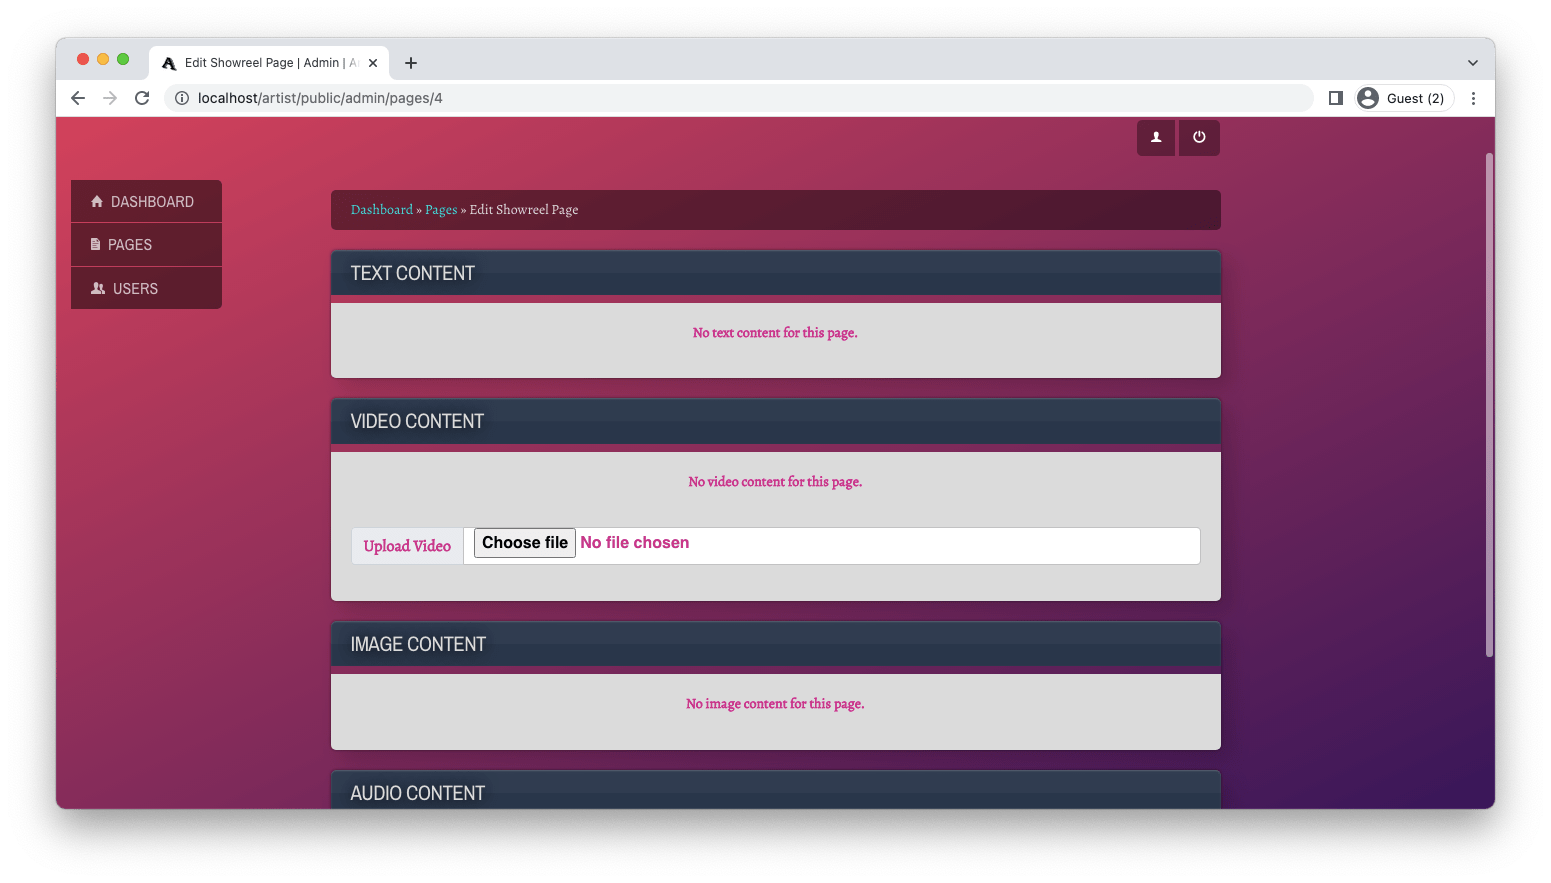 Edit Showreel Page | Admin | A
localhost/artist/public/admin/pages/4
Guest (2)
DASHBOARD
PAGES
USERS
Dashboard » Pages » Edit Showreel Page
TEXT CONTENT
No text content for this page.
VIDEO CONTENT
No video content for this page.
Upload Video Choose file No file chosen
IMAGE CONTENT
No image content for this page.
AUDIO CONTENT